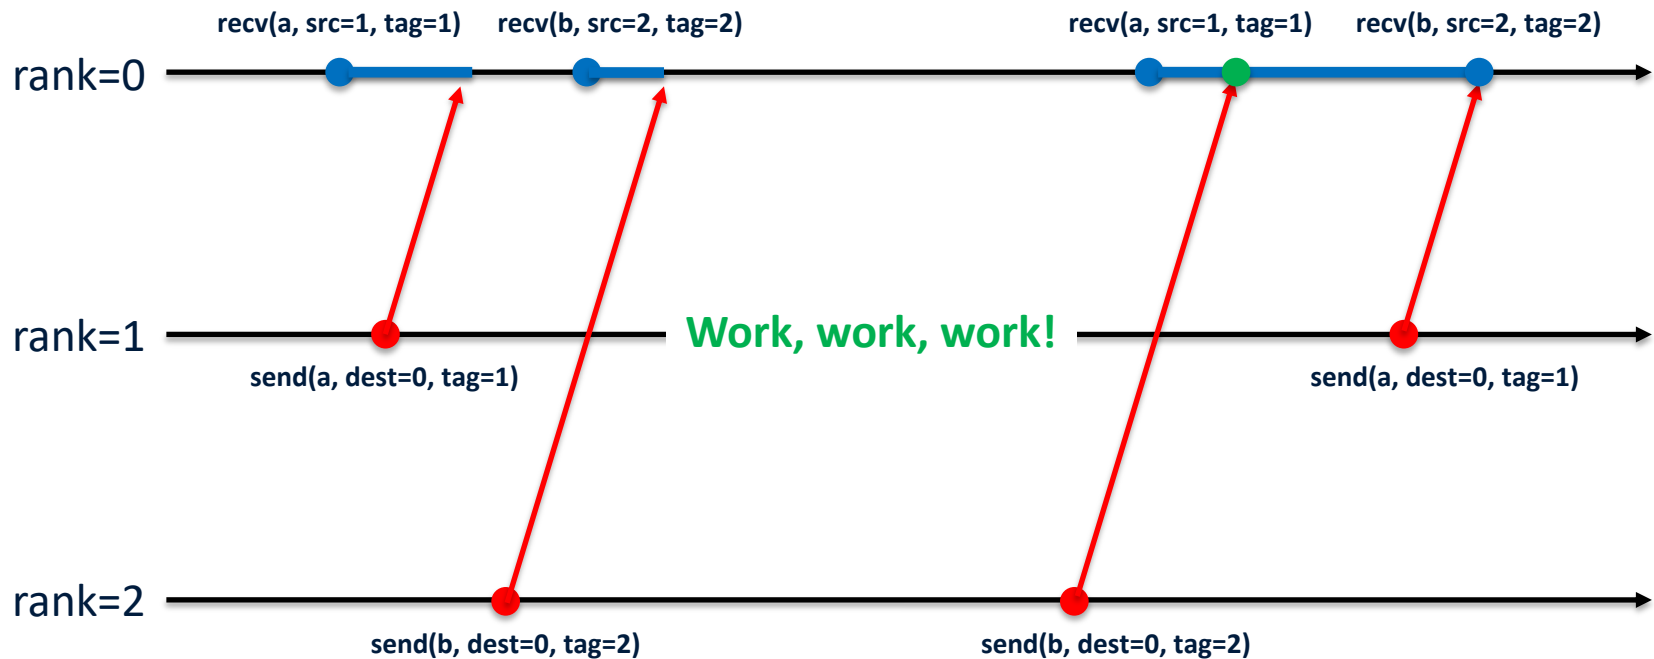 recv(a, src=1, tag=1)
recv(b, src=2, tag=2)
recv(a, src=1, tag=1)
recv(b, src=2, tag=2)
rank=0
rank=1
Work, work, work!
send(a, dest=0, tag=1)
send(a, dest=0, tag=1)
rank=2
send(b, dest=0, tag=2)
send(b, dest=0, tag=2)